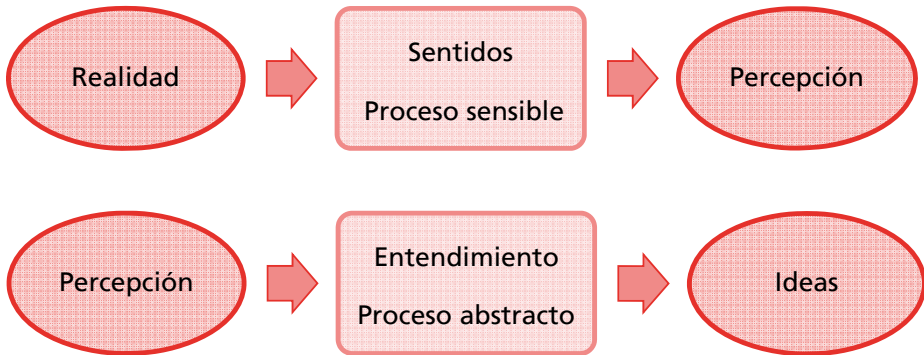 Realidad
Sentidos
Proceso sensible
Percepción
Percepción
Entendimiento
Proceso abstracto
Ideas